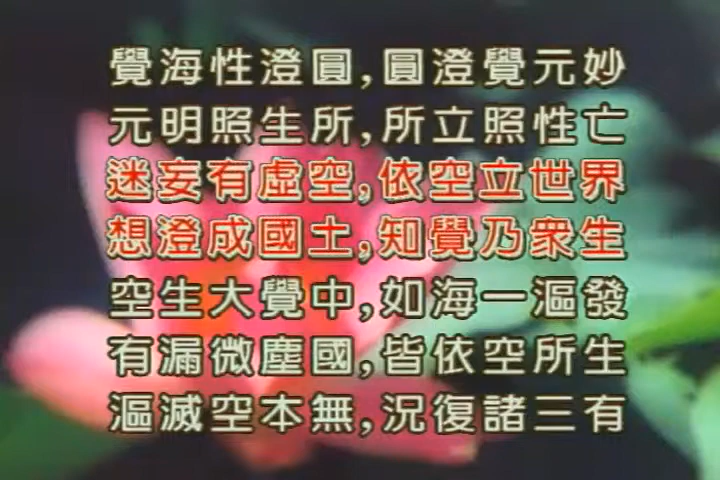 覺海性澄圓,圓澄覺元妙
元明照生所,所立照性亡
迷妄有虛空,依空立世界
想澄成國土,知覺乃衆生
空生大覺中,如海一漚發
有漏微塵國,皆依空所生
漚滅空本無,況復諸三有